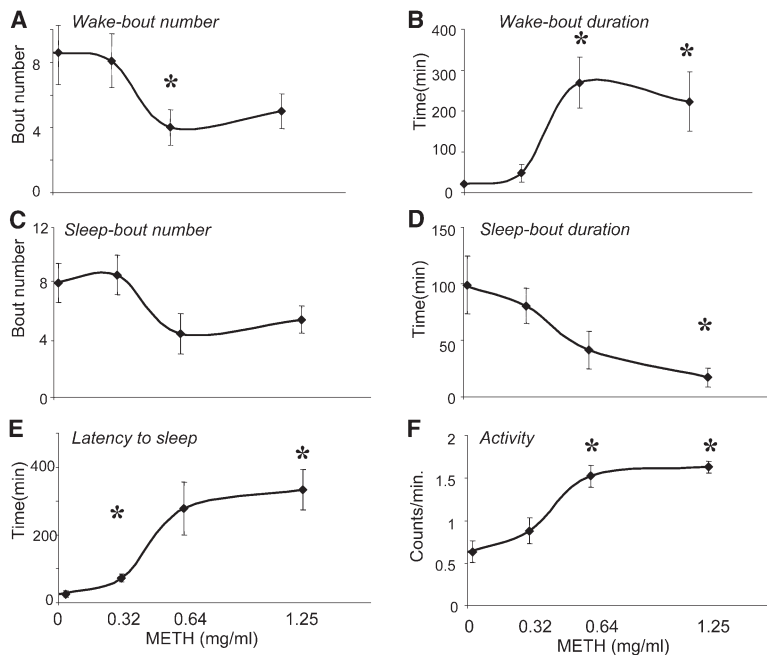 A Wake-bout number
Bout number
8
4
0
*
B Wake-bout duration
Time(min)
400
300
200
100
0
* *
C Sleep-bout number
Bout number
12
8
4
0
D Sleep-bout duration
Time(min)
150
100
50
0
*
E Latency to sleep
Time(min)
400
200
0
* *
0 0.32 0.64 1.25
METH (mg/ml)
F Activity
Counts/min.
2
1.5
1
0.5
0
* *
0 0.32 0.64 1.25
METH (mg/ml)